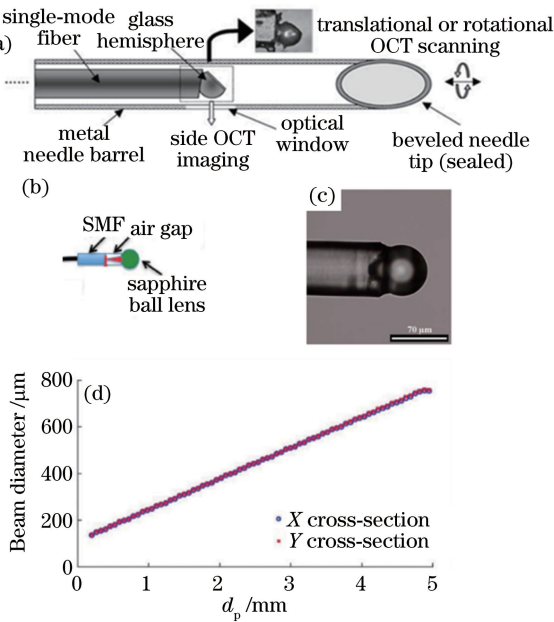 single-mode
fiber
glass
hemisphere
translational or rotational
OCT scanning
a)
metal
needle barrel
side OCT
imaging
optical
window
beveled needle
tip (sealed)
(b)
SMF
air gap
sapphire
ball lens
(c)
70 μm
(d)
Beam diameter /μm
800
600
400
200
0
X cross-section
Y cross-section
0 1 2 3 4 5
dp /mm